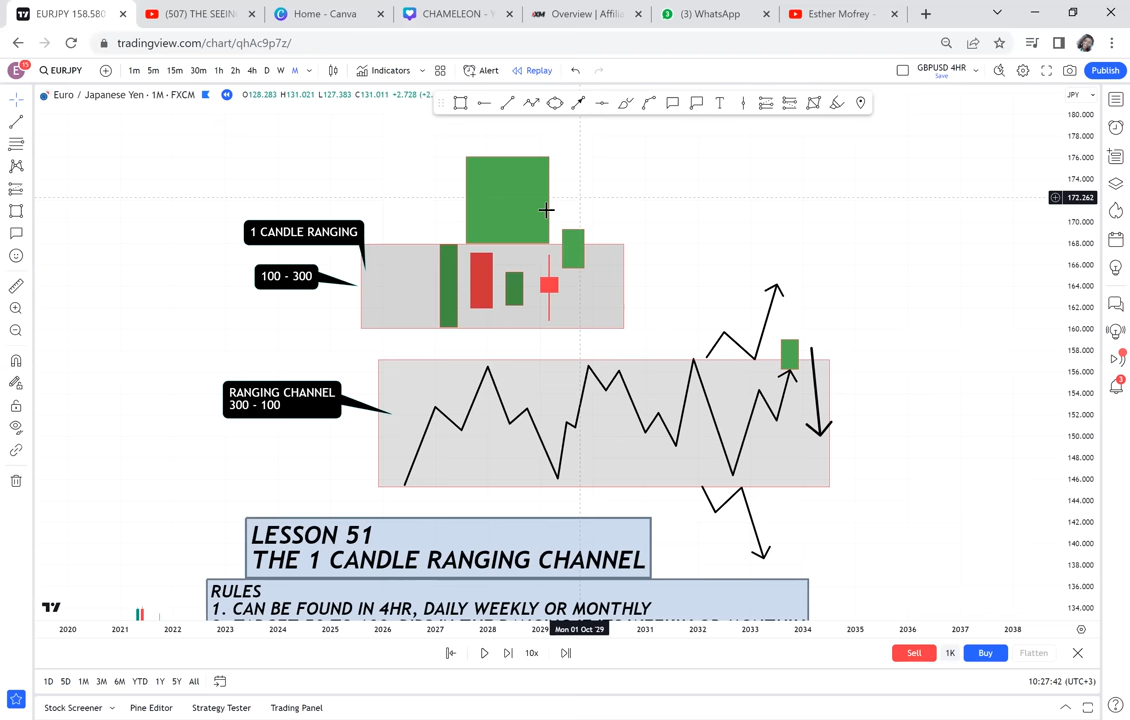 EURJPY 158.580
(507) THE SEEIN
Home - Canva
CHAMELEON - Y
Overview | Affilia
(3) WhatsApp
Esther Mofrey -
tradingview.com/chart/qhAc9p7z/
E
15
EURJPY
1m 5m 15m 30m 1h 2h 4h D W M
Indicators
Alert
Replay
GBPUSD 4HR
Save
Publish
Euro / Japanese Yen · 1M · FXCM
O128.283 H131.021 L127.383 C131.011 +2.728 (+2.
JPY
180.000
178.000
176.000
174.000
172.262
170.000
168.000
166.000
164.000
162.000
160.000
158.000
156.000
154.000
152.000
150.000
148.000
146.000
144.000
142.000
140.000
138.000
136.000
134.000
1 CANDLE RANGING
100 - 300
RANGING CHANNEL
300 - 100
LESSON 51
THE 1 CANDLE RANGING CHANNEL
RULES
1. CAN BE FOUND IN 4HR, DAILY WEEKLY OR MONTHLY
2020 2021 2022 2023 2024 2025 2026 2027 2028 2029 Mon 01 Oct '29 2031 2032 2033 2034 2035 2036 2037 2038
10x
Sell
1K
Buy
Flatten
1D 5D 1M 3M 6M YTD 1Y 5Y All
10:27:42 (UTC+3)
Stock Screener
Pine Editor
Strategy Tester
Trading Panel
3